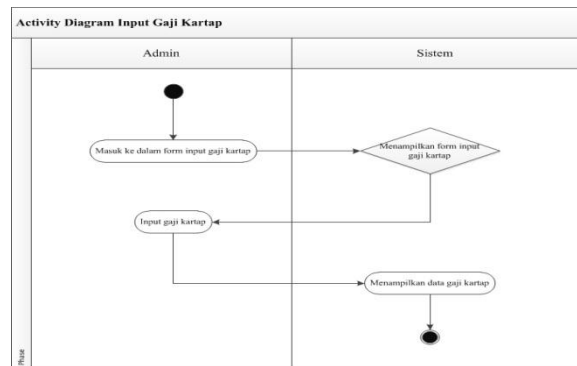 Activity Diagram Input Gaji Kartap
Admin
Sistem
Masuk ke dalam form input gaji kartap
Menampilkan form input
gaji kartap
Input gaji kartap
Menampilkan data gaji kartap
Phase